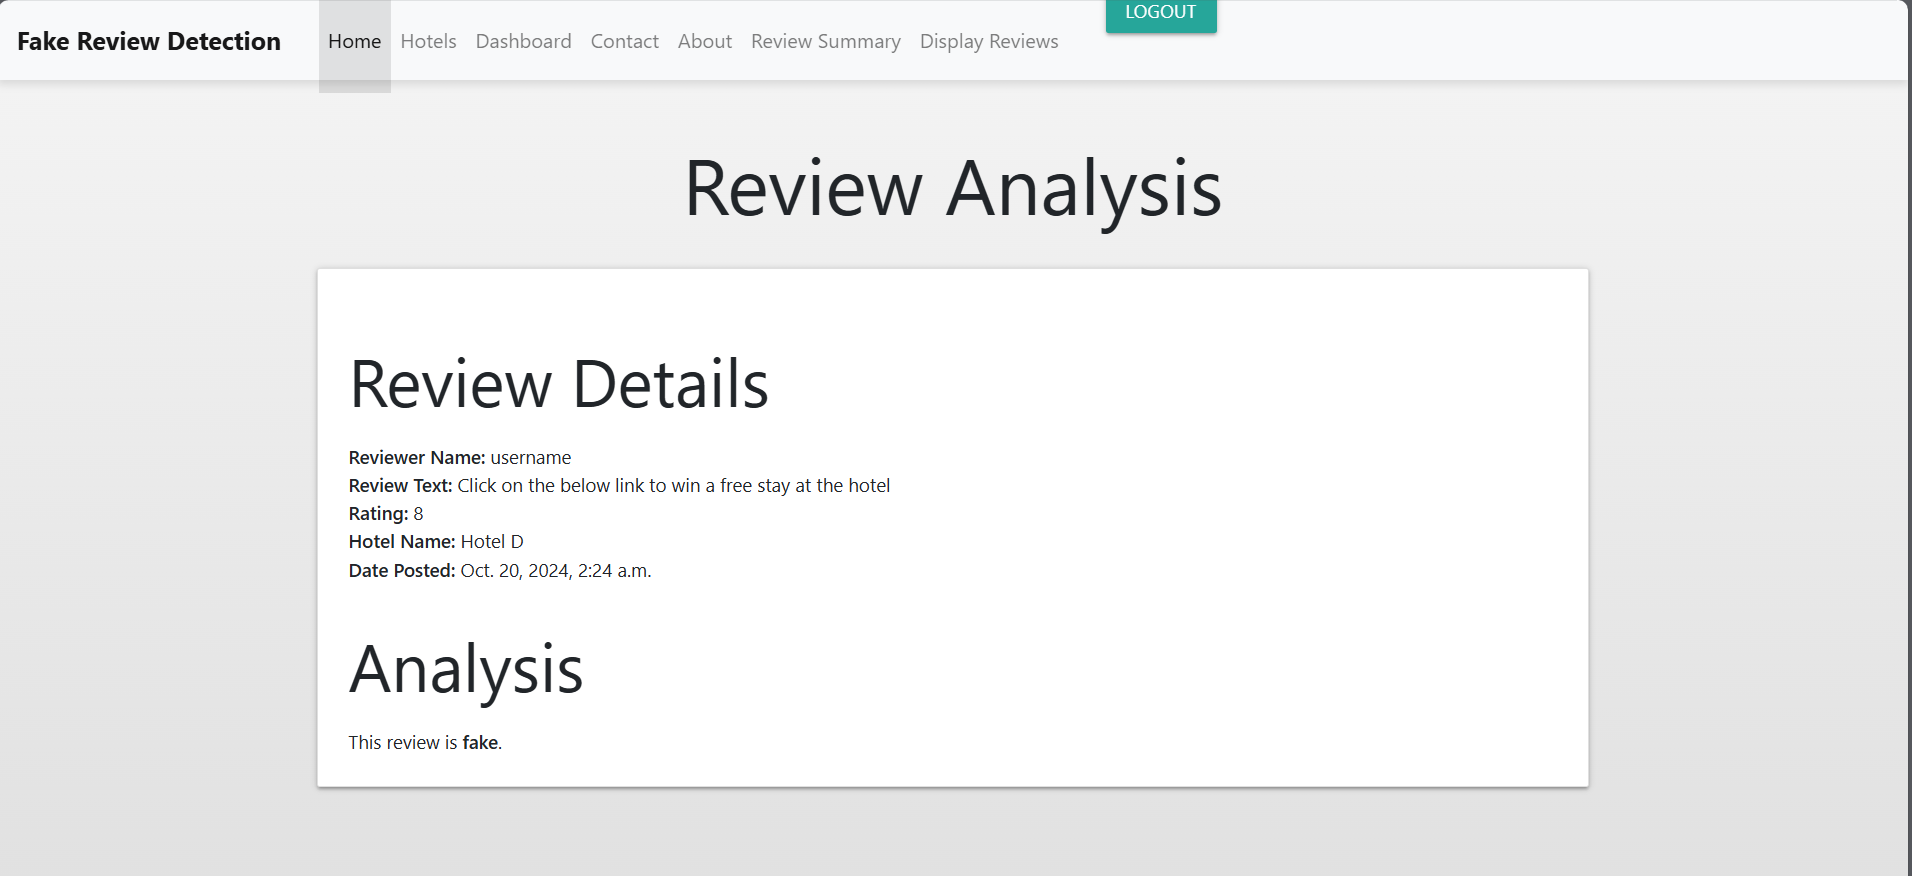 Fake Review Detection Home Hotels Dashboard Contact About Review Summary Display Reviews LOGOUT
Review Analysis
Review Details
Reviewer Name: username
Review Text: Click on the below link to win a free stay at the hotel
Rating: 8
Hotel Name: Hotel D
Date Posted: Oct. 20, 2024, 2:24 a.m.
Analysis
This review is fake.